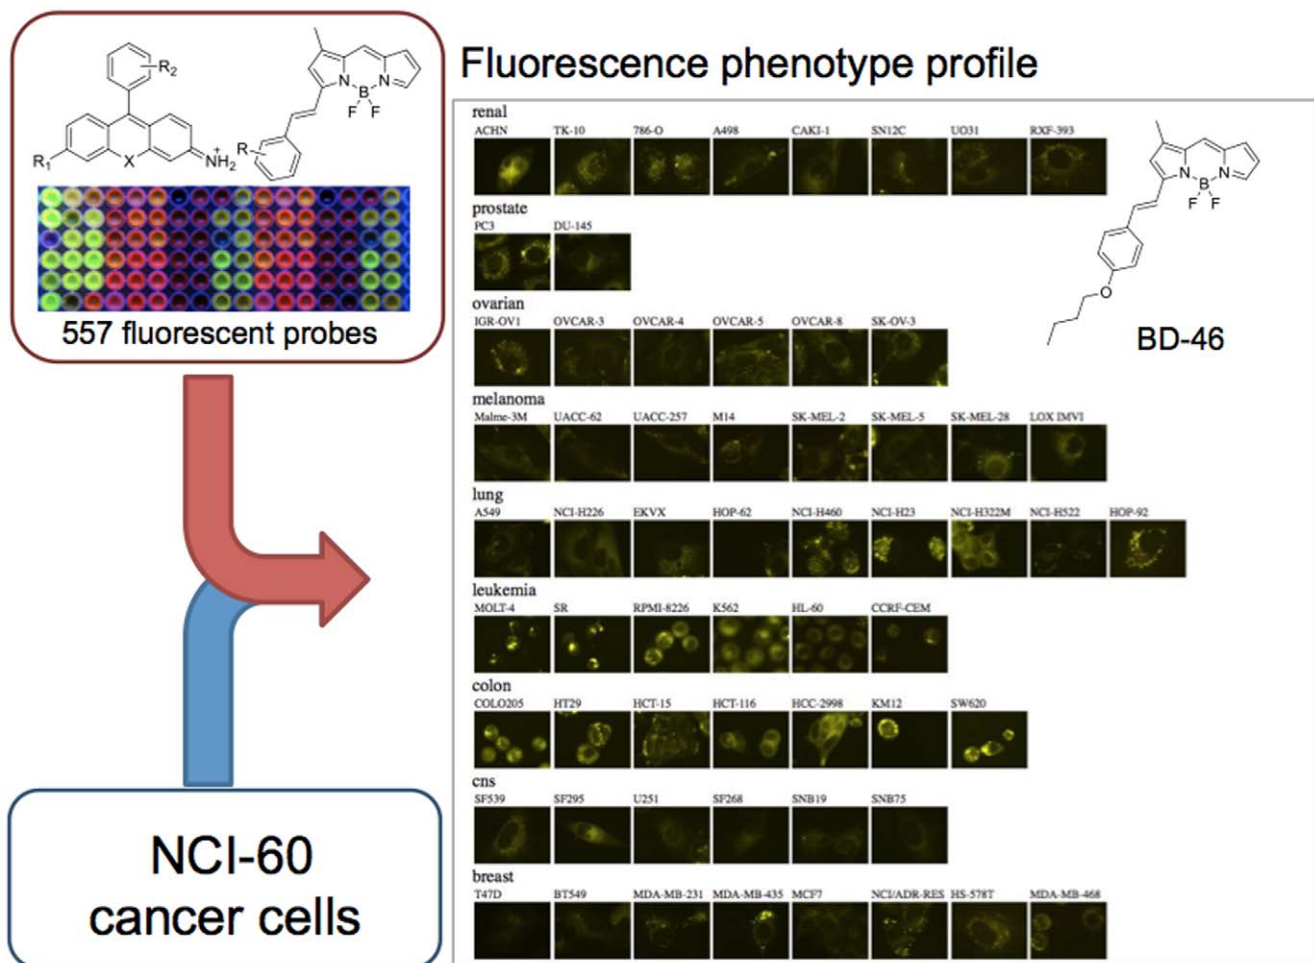 R2
R1
X
NH2
+
N
N
B
F
F
R
557 fluorescent probes
NCI-60
cancer cells
Fluorescence phenotype profile
renal
ACHN TK-10 786-O A498 CAKI-1 SN12C UO31 RXF-393
prostate
PC3 DU-145
ovarian
IGR-OV1 OVCAR-3 OVCAR-4 OVCAR-5 OVCAR-8 SK-OV-3
melanoma
Malme-3M UACC-62 UACC-257 M14 SK-MEL-2 SK-MEL-5 SK-MEL-28 LOX IMVI
lung
A549 NCI-H226 EKVX HOP-62 NCI-H460 NCI-H23 NCI-H322M NCI-H522 HOP-92
leukemia
MOLT-4 SR RPMI-8226 K562 HL-60 CCRF-CEM
colon
COLO205 HT29 HCT-15 HCT-116 HCC-2998 KM12 SW620
cns
SF539 SF295 U251 SF268 SNB19 SNB75
breast
T47D BT549 MDA-MB-231 MDA-MB-435 MCF7 NCI/ADR-RES HS-578T MDA-MB-468
N
N
B
F
F
O
BD-46